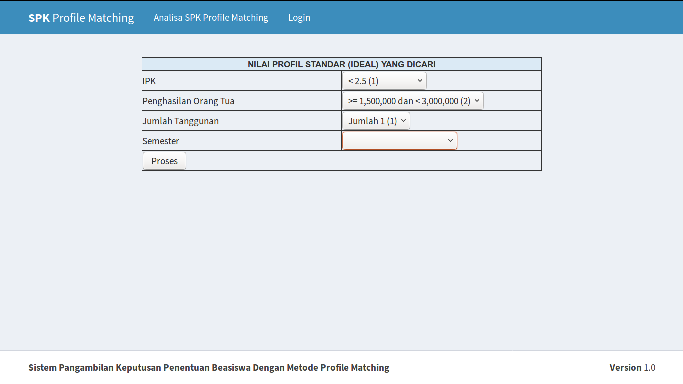 SPK Profile Matching Analisa SPK Profile Matching Login
NILAI PROFIL STANDAR (IDEAL) YANG DICARI
IPK < 2.5 (1)
Penghasilan Orang Tua >= 1,500,000 dan < 3,000,000 (2)
Jumlah Tanggunan Jumlah 1 (1)
Semester
Proses
Sistem Pangambilan Keputusan Penentuan Beasiswa Dengan Metode Profile Matching Version 1.0